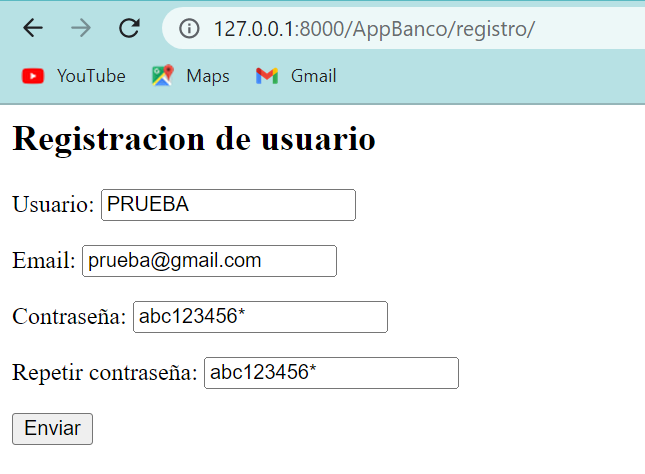 127.0.0.1:8000/AppBanco/registro/
YouTube Maps Gmail
Registracion de usuario
Usuario: PRUEBA
Email: prueba@gmail.com
Contraseña: abc123456*
Repetir contraseña: abc123456*
Enviar